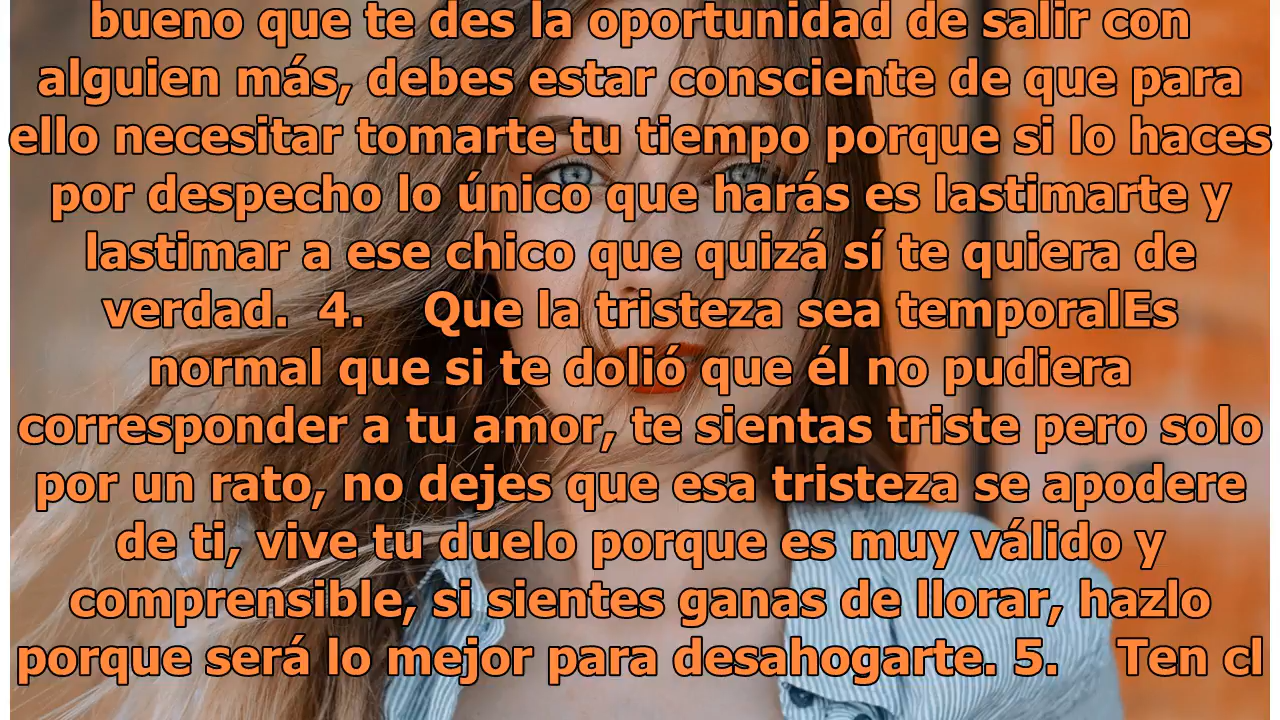 bueno que te des la oportunidad de salir con
alguien más, debes estar consciente de que para
ello necesitar tomarte tu tiempo porque si lo haces
por despecho lo único que harás es lastimarte y
lastimar a ese chico que quizá sí te quiera de
verdad.  4.    Que la tristeza sea temporalEs
normal que si te dolió que él no pudiera
corresponder a tu amor, te sientas triste pero solo
por un rato, no dejes que esa tristeza se apodere
de ti, vive tu duelo porque es muy válido y
comprensible, si sientes ganas de llorar, hazlo
porque será lo mejor para desahogarte. 5.    Ten cl